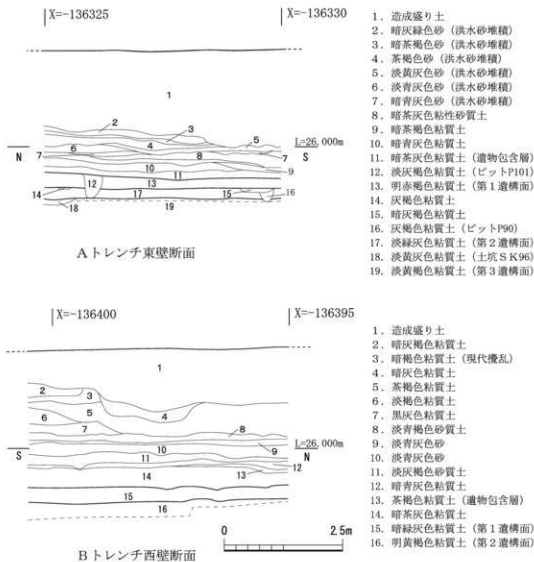 X=-136325
X=-136330
1
2
3
4
5
6
7
8
7
9
10
11
12
13
14
15
16
17
18
19
N
L=26,000m
S
Aトレンチ東壁断面
1．造成盛り土
2．暗灰緑色砂（洪水砂堆積）
3．暗茶褐色砂（洪水砂堆積）
4．茶褐色砂（洪水砂堆積）
5．淡黄灰色砂（洪水砂堆積）
6．淡青灰色砂（洪水砂堆積）
7．暗青灰色砂（洪水砂堆積）
8．暗茶灰色粘性砂質土
9．暗茶褐色粘質土
10．暗青灰色粘質土
11．暗茶灰色粘質土（遺物包含層）
12．淡灰褐色粘質土（ピットP101）
13．明赤褐色粘質土（第１遺構面）
14．灰褐色粘質土
15．暗灰褐色粘質土
16．灰褐色粘質土（ピットP90）
17．淡緑灰色粘質土（第２遺構面）
18．淡黄灰色粘質土（土坑ＳＫ96）
19．淡黄褐色粘質土（第３遺構面）
X=-136400
X=-136395
1
2
3
4
5
6
7
8
9
10
11
12
13
14
15
16
S
L=26,000m
N
0
2.5m
Bトレンチ西壁断面
1．造成盛り土
2．暗灰褐色粘質土
3．暗褐色粘質土（現代攪乱）
4．暗灰色粘質土
5．茶褐色粘質土
6．淡褐色粘質土
7．黒灰色粘質土
8．淡青褐色砂質土
9．淡青灰色砂
10．淡青灰色砂
11．淡灰褐色砂質土
12．暗青灰色粘質土
13．茶褐色粘質土（遺物包含層）
14．暗茶灰色粘質土
15．暗緑灰色粘質土（第１遺構面）
16．明黄褐色粘質土（第２遺構面）